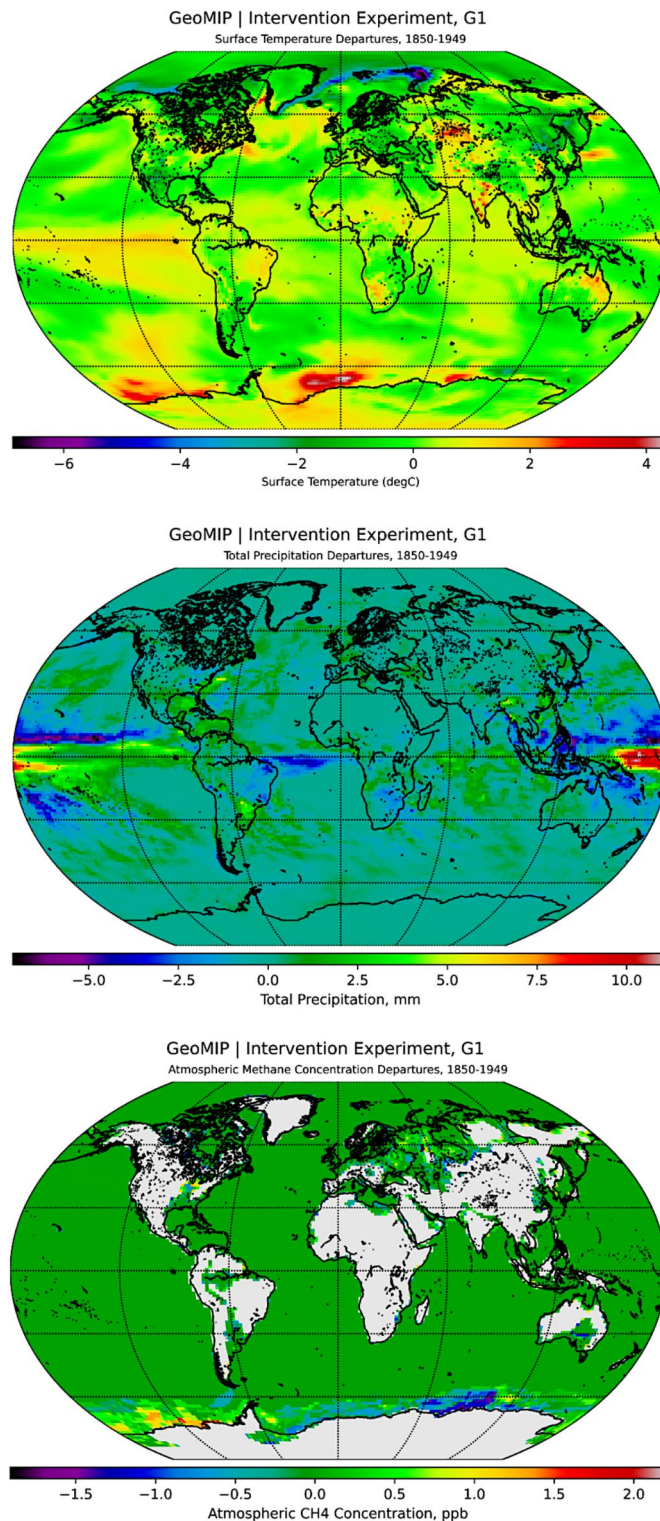 GeoMIP | Intervention Experiment, G1
Surface Temperature Departures, 1850-1949
−6 −4 −2 0 2 4
Surface Temperature (degC)
GeoMIP | Intervention Experiment, G1
Total Precipitation Departures, 1850-1949
−5.0 −2.5 0.0 2.5 5.0 7.5 10.0
Total Precipitation, mm
GeoMIP | Intervention Experiment, G1
Atmospheric Methane Concentration Departures, 1850-1949
−1.5 −1.0 −0.5 0.0 0.5 1.0 1.5 2.0
Atmospheric CH4 Concentration, ppb